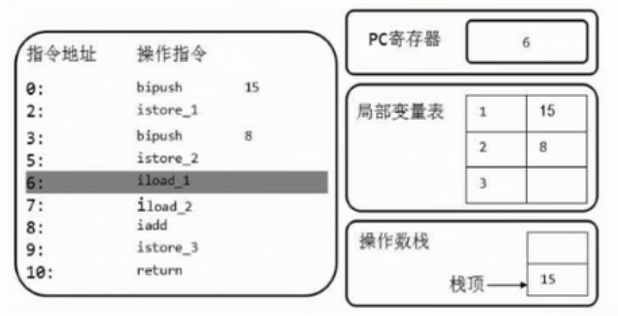 指令地址 操作指令
0: bipush 15
2: istore_1
3: bipush 8
5: istore_2
6: iload_1
7: iload_2
8: iadd
9: istore_3
10: return
PC寄存器 6
局部变量表
1 15
2 8
3
操作数栈
栈顶 15